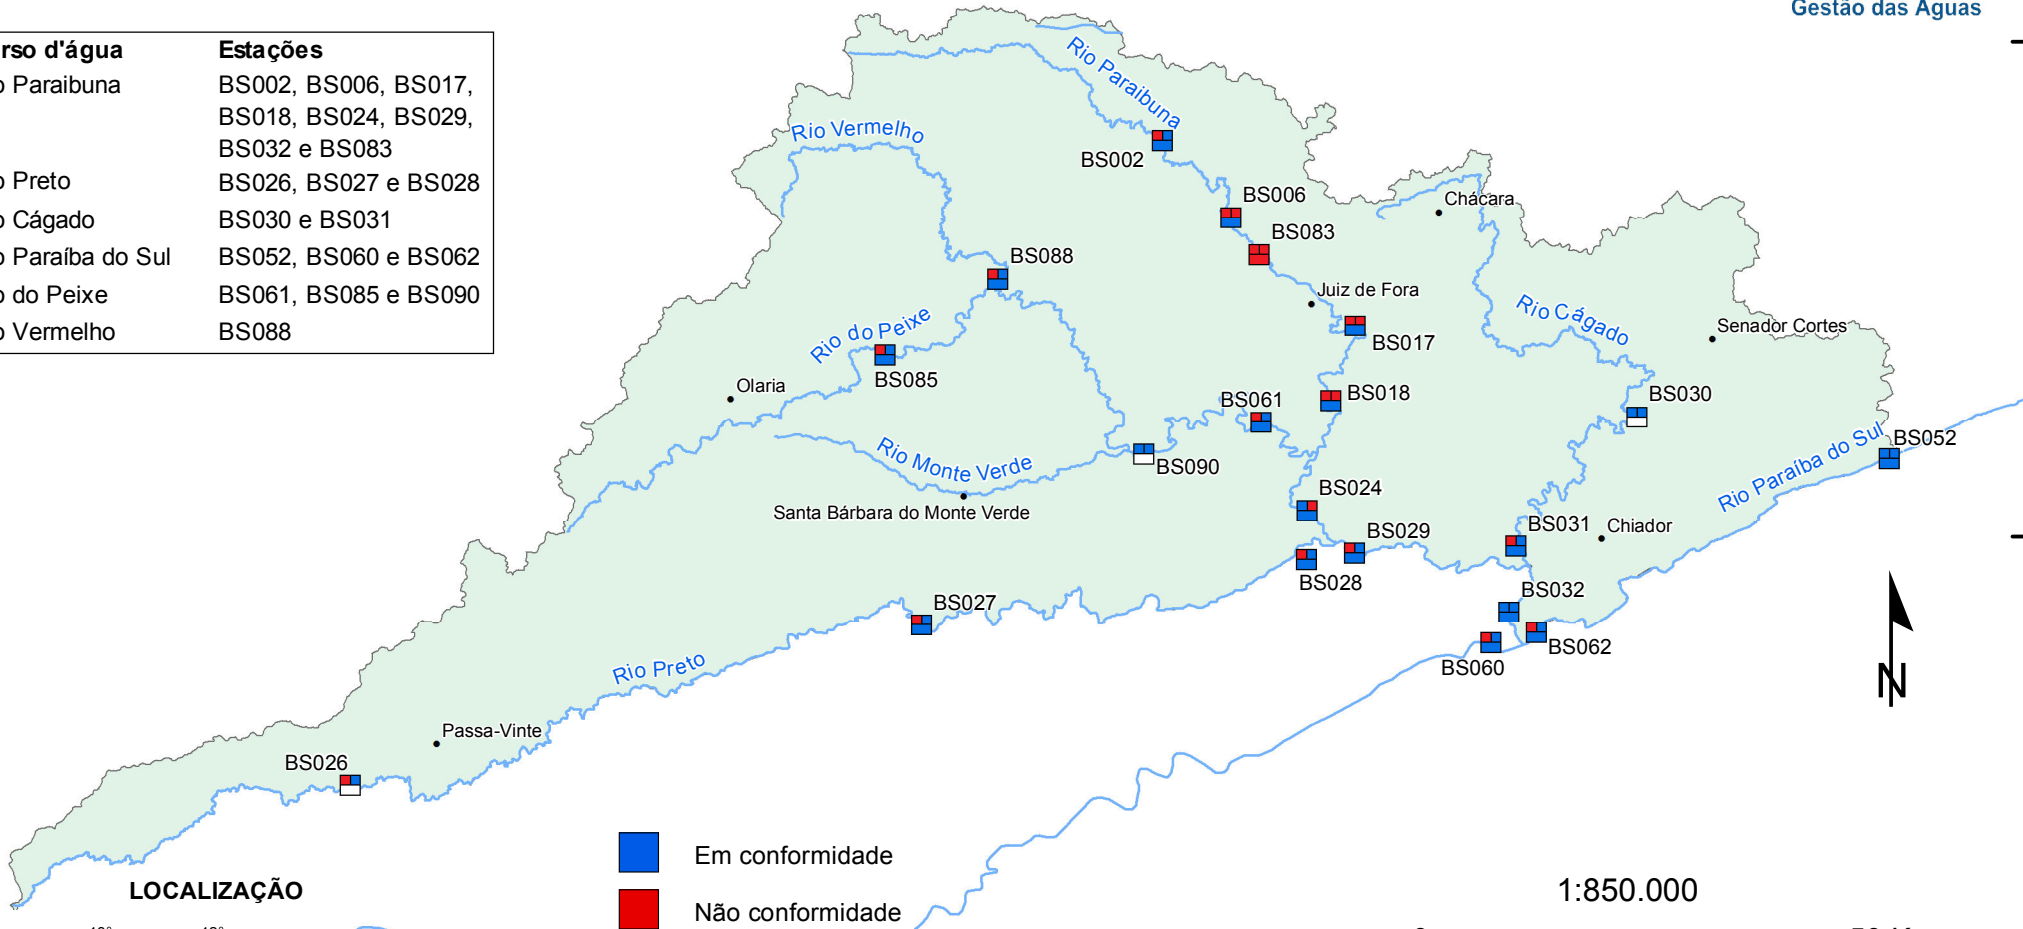 Gestão das Águas
rso d'água Estações
o Paraibuna BS002, BS006, BS017,
BS018, BS024, BS029,
BS032 e BS083
o Preto BS026, BS027 e BS028
o Cágado BS030 e BS031
o Paraíba do Sul BS052, BS060 e BS062
o do Peixe BS061, BS085 e BS090
o Vermelho BS088
Rio Paraibuna
Rio Vermelho
BS002
BS006
Chácara
BS083
BS088
Juiz de Fora
Rio Cágado
Senador Cortes
Rio do Peixe
BS017
BS085
Olaria
BS061
BS018
BS030
BS052
Rio Monte Verde
BS090
Rio Paraíba do Sul
BS024
Santa Bárbara do Monte Verde
BS029
BS031
Chiador
BS028
BS032
BS027
BS062
BS060
Rio Preto
N
Passa-Vinte
BS026
Em conformidade
LOCALIZAÇÃO
1:850.000
Não conformidade